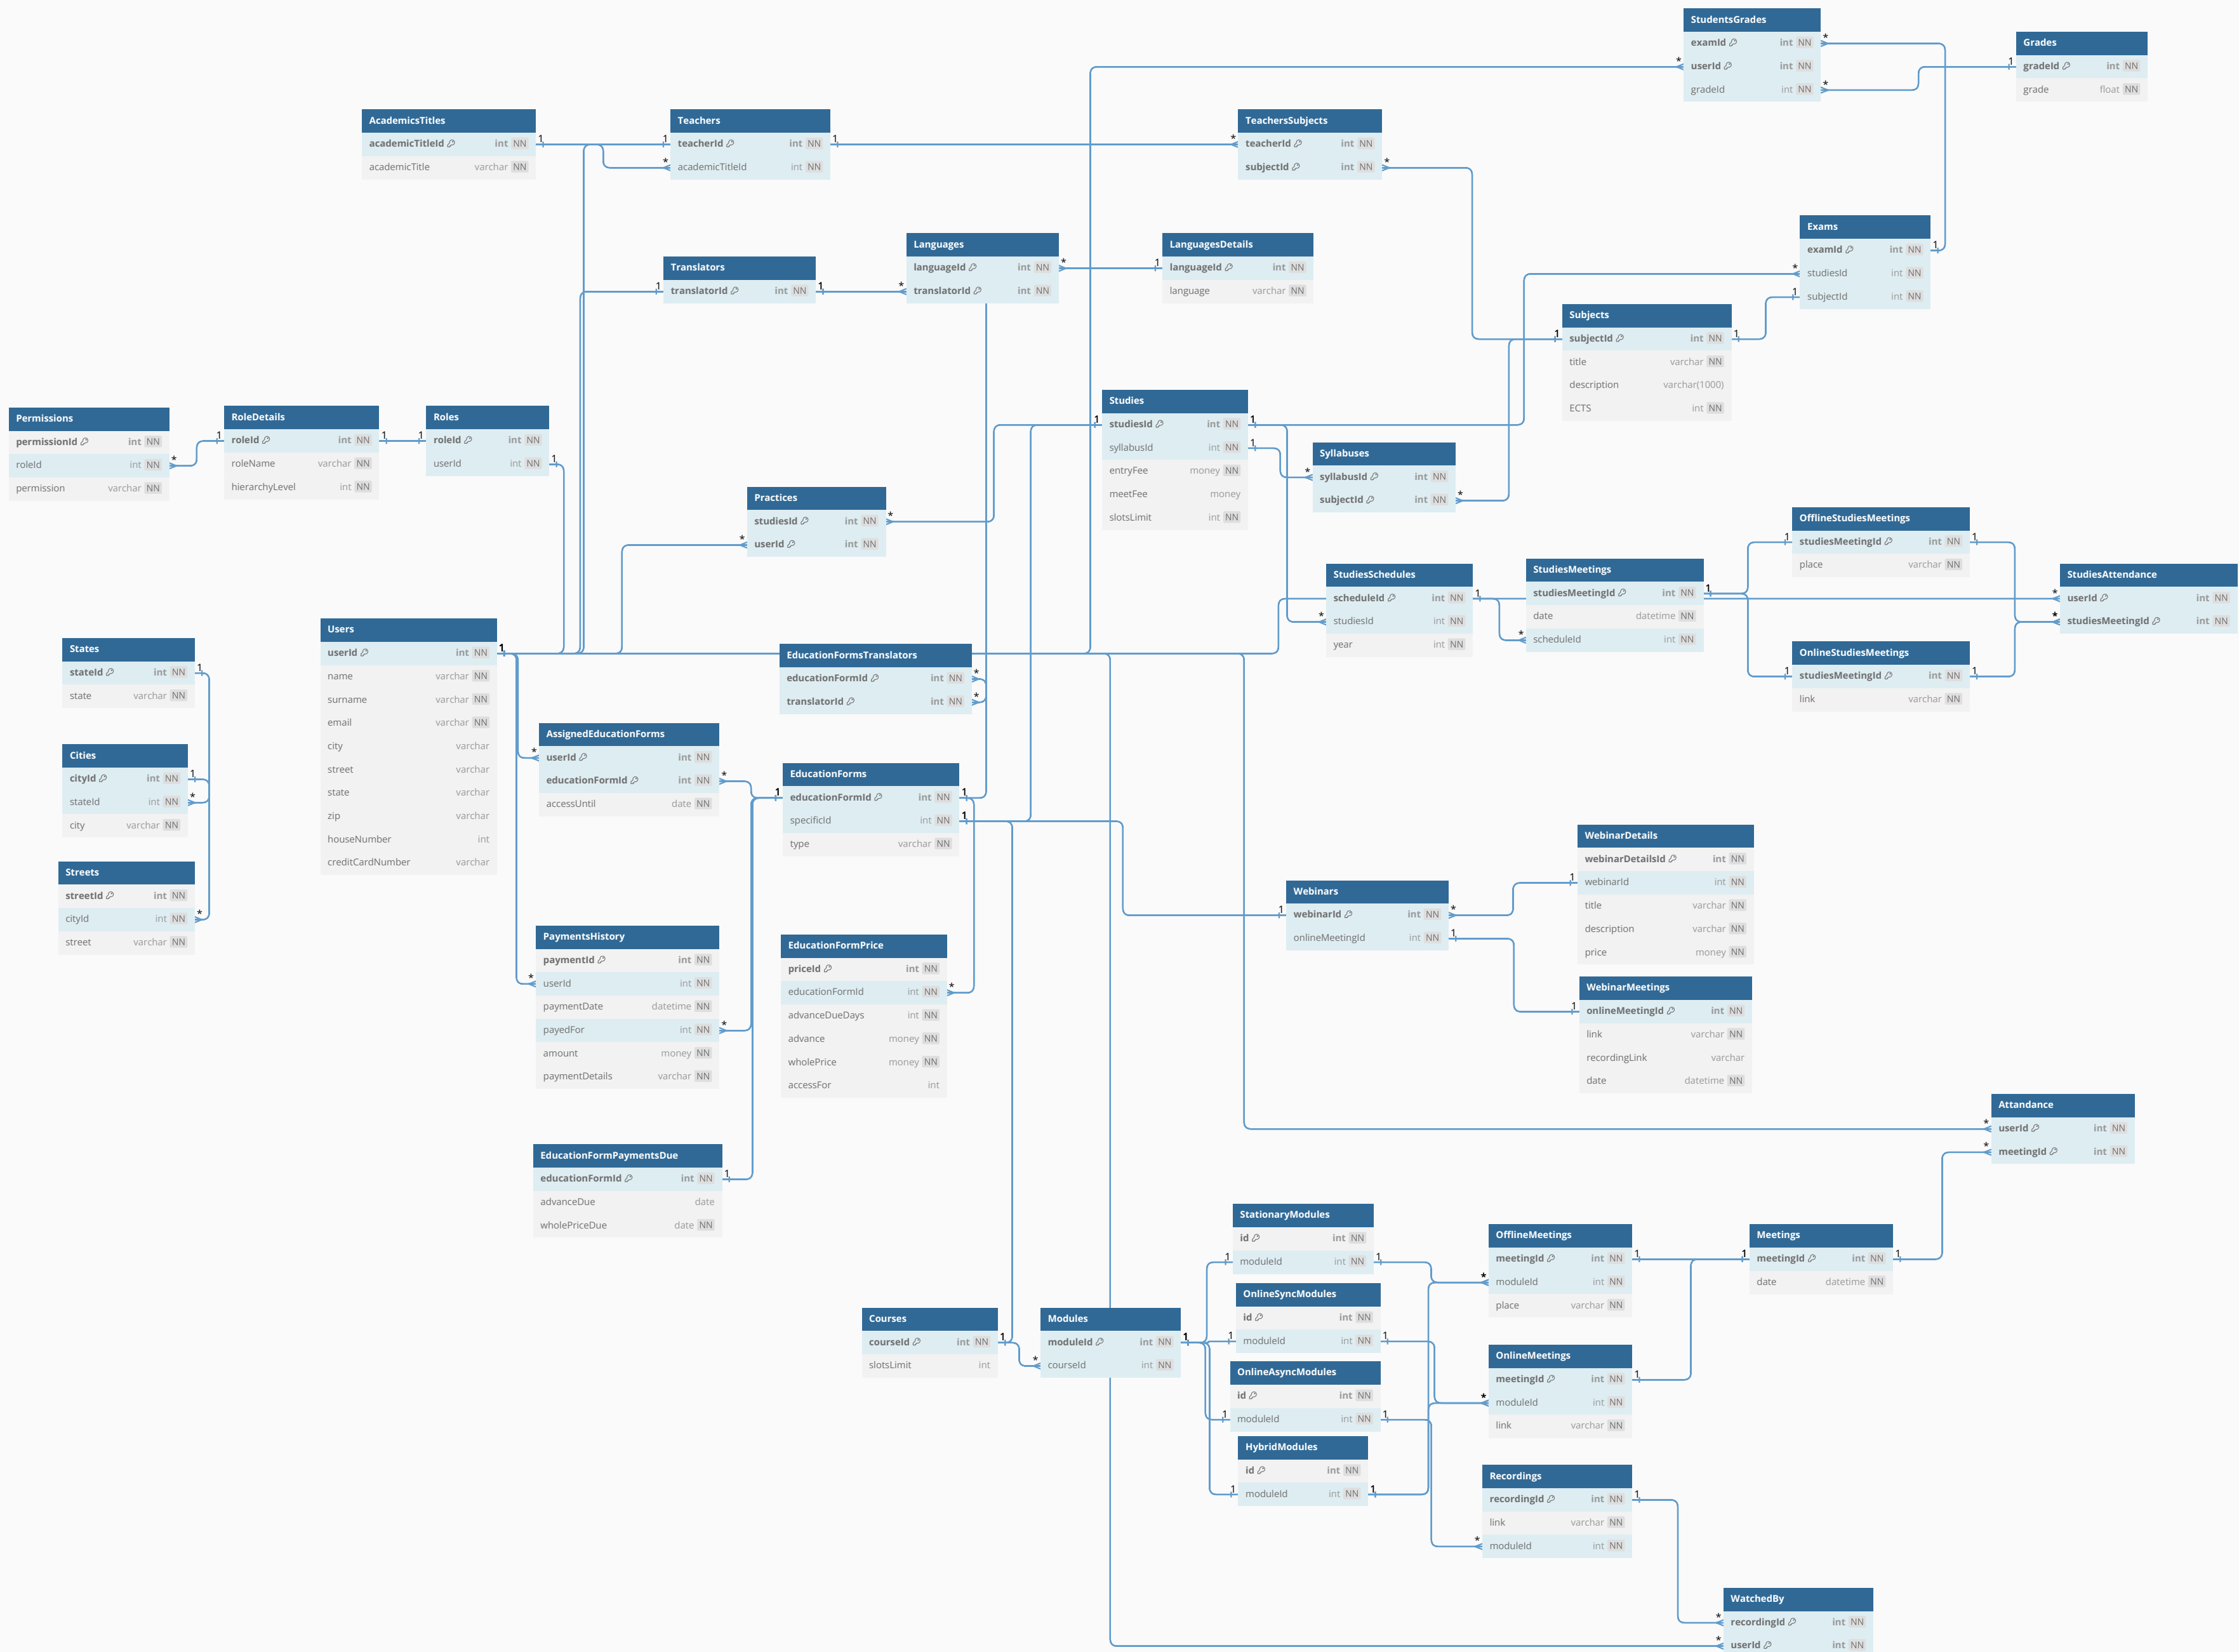 StudentsGrades
examId int NN
userId int NN
gradeId int NN
Grades
gradeId int NN
grade float NN
AcademicsTitles
academicTitleId int NN
academicTitle varchar NN
Teachers
teacherId int NN
academicTitleId int NN
TeachersSubjects
teacherId int NN
subjectId int NN
Exams
examId int NN
studiesId int NN
subjectId int NN
Translators
translatorId int NN
Languages
languageId int NN
translatorId int NN
LanguagesDetails
languageId int NN
language varchar NN
Subjects
subjectId int NN
title varchar NN
description varchar(1000)
ECTS int NN
Permissions
permissionId int NN
roleId int NN
permission varchar NN
RoleDetails
roleId int NN
roleName varchar NN
hierarchyLevel int NN
Roles
roleId int NN
userId int NN
Studies
studiesId int NN
syllabusId int NN
entryFee money NN
meetFee money
slotsLimit int NN
Syllabuses
syllabusId int NN
subjectId int NN
Practices
studiesId int NN
userId int NN
OfflineStudiesMeetings
studiesMeetingId int NN
place varchar NN
StudiesSchedules
scheduleId int NN
studiesId int NN
year int NN
StudiesMeetings
studiesMeetingId int NN
date datetime NN
scheduleId int NN
StudiesAttendance
userId int NN
studiesMeetingId int NN
OnlineStudiesMeetings
studiesMeetingId int NN
link varchar NN
States
stateId int NN
state varchar NN
Users
userId int NN
name varchar NN
surname varchar NN
email varchar NN
city varchar
street varchar
state varchar
zip varchar
houseNumber int
creditCardNumber varchar
EducationFormsTranslators
educationFormId int NN
translatorId int NN
Cities
cityId int NN
stateId int NN
city varchar NN
AssignedEducationForms
userId int NN
educationFormId int NN
accessUntil date NN
EducationForms
educationFormId int NN
specificId int NN
type varchar NN
Streets
streetId int NN
cityId int NN
street varchar NN
WebinarDetails
webinarDetailsId int NN
webinarId int NN
title varchar NN
description varchar NN
price money NN
Webinars
webinarId int NN
onlineMeetingId int NN
PaymentsHistory
paymentId int NN
userId int NN
paymentDate datetime NN
payedFor int NN
amount money NN
paymentDetails varchar NN
EducationFormPrice
priceId int NN
educationFormId int NN
advanceDueDays int NN
advance money NN
wholePrice money NN
accessFor int
WebinarMeetings
onlineMeetingId int NN
link varchar NN
recordingLink varchar
date datetime NN
Attandance
userId int NN
meetingId int NN
EducationFormPaymentsDue
educationFormId int NN
advanceDue date
wholePriceDue date NN
StationaryModules
id int NN
moduleId int NN
OfflineMeetings
meetingId int NN
moduleId int NN
place varchar NN
Meetings
meetingId int NN
date datetime NN
OnlineSyncModules
id int NN
moduleId int NN
Courses
courseId int NN
slotsLimit int
Modules
moduleId int NN
courseId int NN
OnlineMeetings
meetingId int NN
moduleId int NN
link varchar NN
OnlineAsyncModules
id int NN
moduleId int NN
HybridModules
id int NN
moduleId int NN
Recordings
recordingId int NN
link varchar NN
moduleId int NN
WatchedBy
recordingId int NN
userId int NN